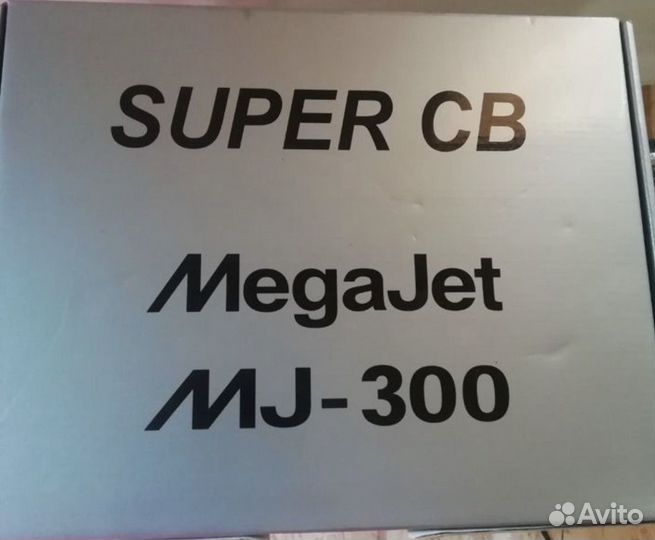 SUPER CB
MegaJet
MJ-300
Avito